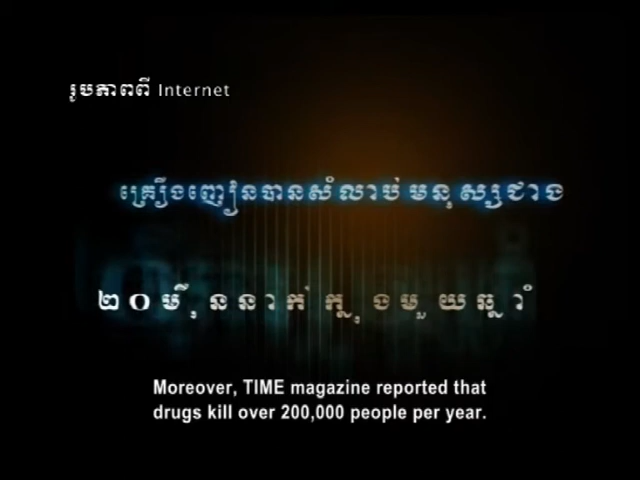 រូបភាពពី Internet
គ្រឿងញៀនបានសំលាប់មនុស្សជាង
២០ម៉ឺននាក់ក្នុងមួយឆ្នាំ
Moreover, TIME magazine reported that
drugs kill over 200,000 people per year.